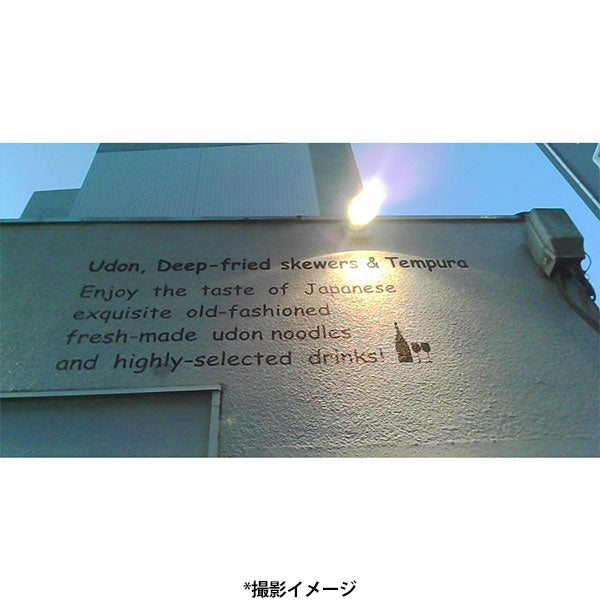 Udon, Deep-fried skewers & Tempura
Enjoy the taste of Japanese
exquisite old-fashioned
fresh-made udon noodles
and highly-selected drinks!
*撮影イメージ